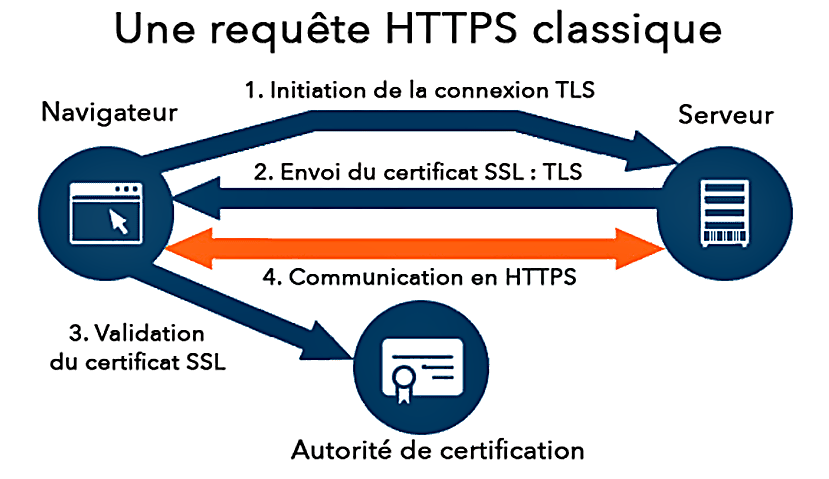 Une requête HTTPS classique
1. Initiation de la connexion TLS
Navigateur
Serveur
2. Envoi du certificat SSL : TLS
4. Communication en HTTPS
3. Validation
du certificat SSL
Autorité de certification